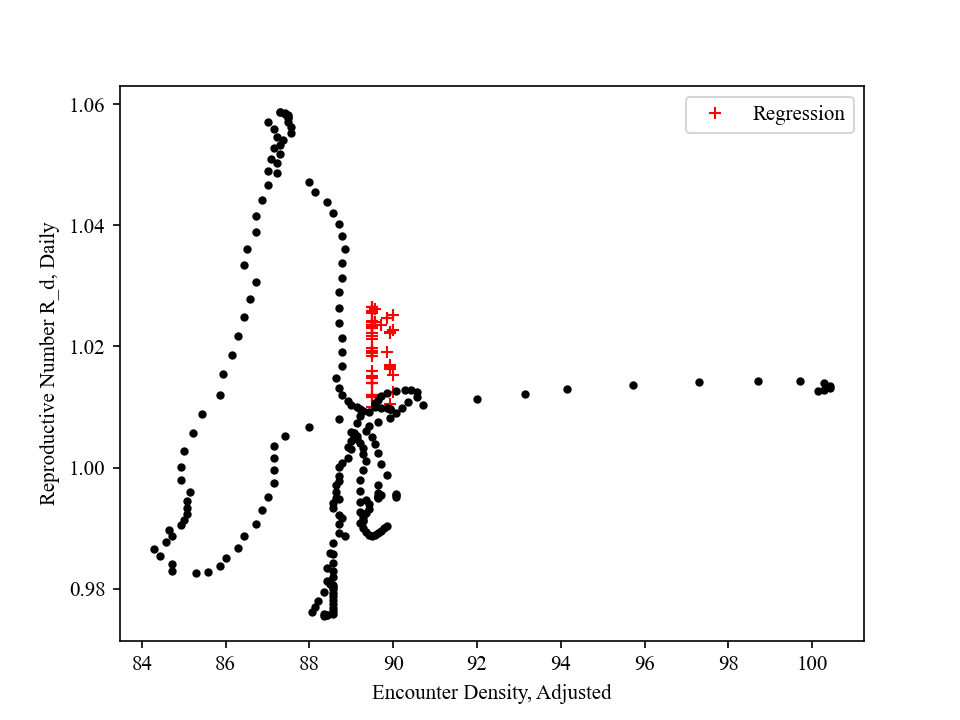 Regression
1.06
1.04
1.02
1.00
0.98
Reproductive Number R_d, Daily
84 86 88 90 92 94 96 98 100
Encounter Density, Adjusted